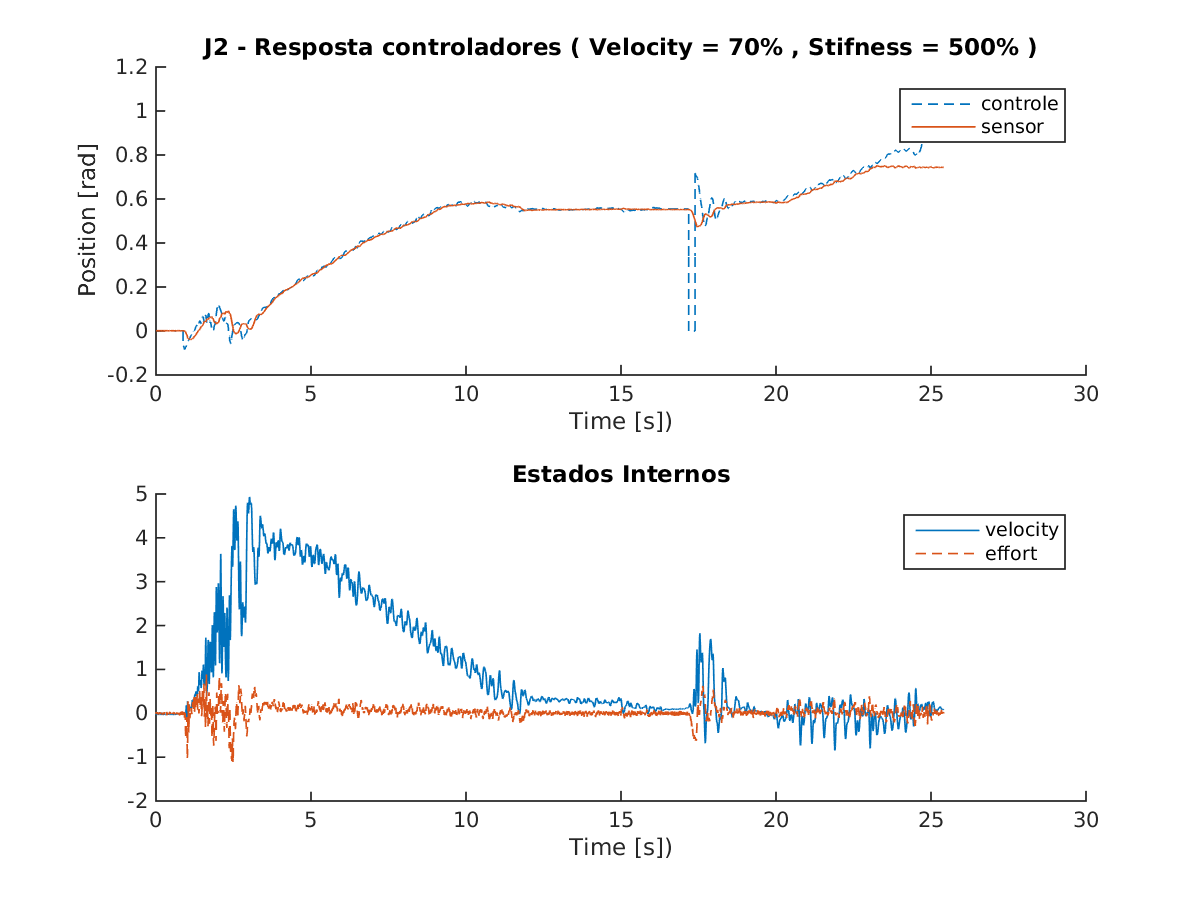 J2 - Resposta controladores ( Velocity = 70% , Stifness = 500% )
1.2
1
0.8
0.6
0.4
0.2
0
-0.2
Position [rad]
controle
sensor
0 5 10 15 20 25 30
Time [s])
Estados Internos
5
4
3
2
1
0
-1
-2
velocity
effort
0 5 10 15 20 25 30
Time [s])